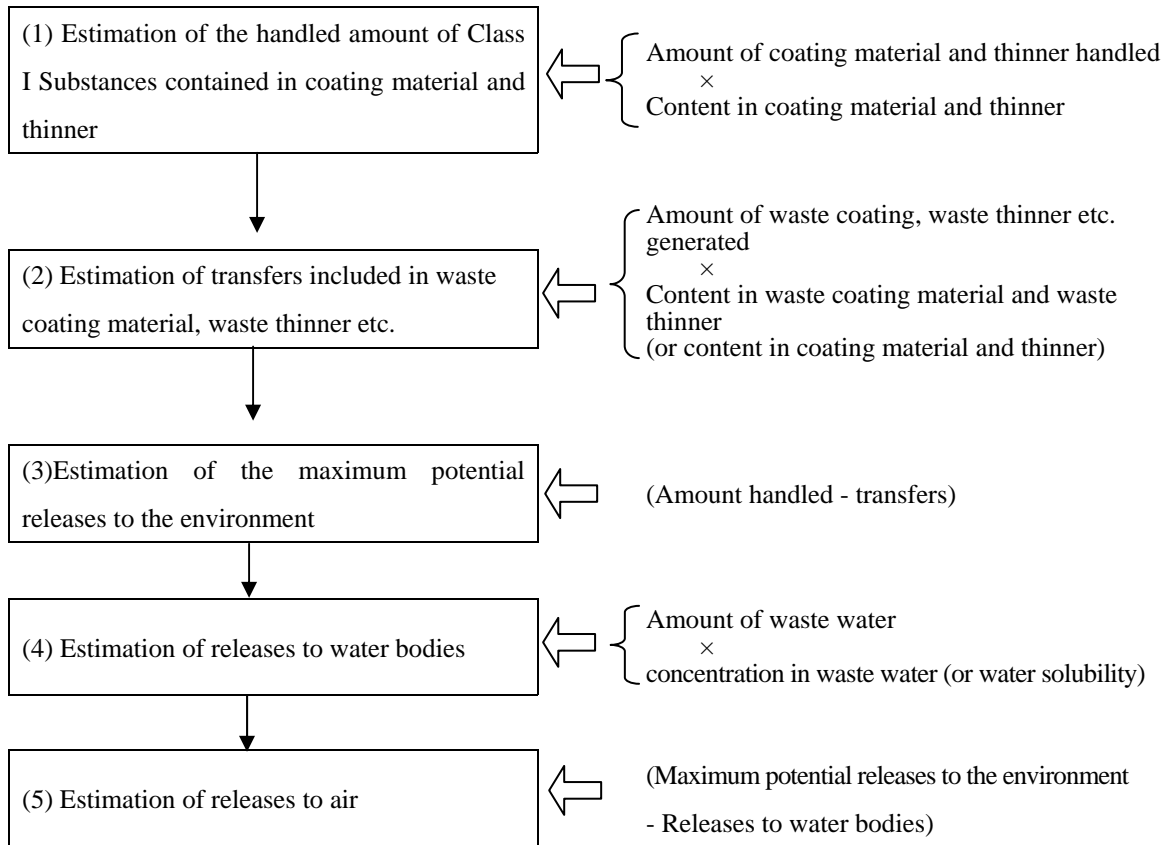 (1) Estimation of the handled amount of Class
I Substances contained in coating material and
thinner
Amount of coating material and thinner handled
×
Content in coating material and thinner
(2) Estimation of transfers included in waste
coating material, waste thinner etc.
Amount of waste coating, waste thinner etc.
generated
×
Content in waste coating material and waste
thinner
(or content in coating material and thinner)
(3)Estimation of the maximum potential
releases to the environment
(Amount handled - transfers)
(4) Estimation of releases to water bodies
Amount of waste water
×
concentration in waste water (or water solubility)
(5) Estimation of releases to air
(Maximum potential releases to the environment
- Releases to water bodies)